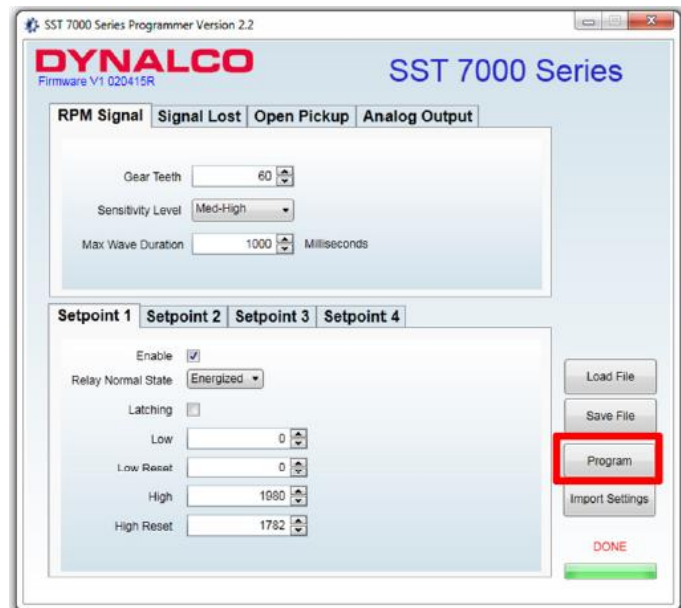 SST 7000 Series Programmer Version 2.2
DYNALCO
Firmware V1 020415R
SST 7000 Series
RPM Signal Signal Lost Open Pickup Analog Output
Gear Teeth 60
Sensitivity Level Med-High
Max Wave Duration 1000 Milliseconds
Setpoint 1 Setpoint 2 Setpoint 3 Setpoint 4
Enable
Relay Normal State Energized
Latching
Low 0
Low Reset 0
High 1980
High Reset 1782
Load File
Save File
Program
Import Settings
DONE